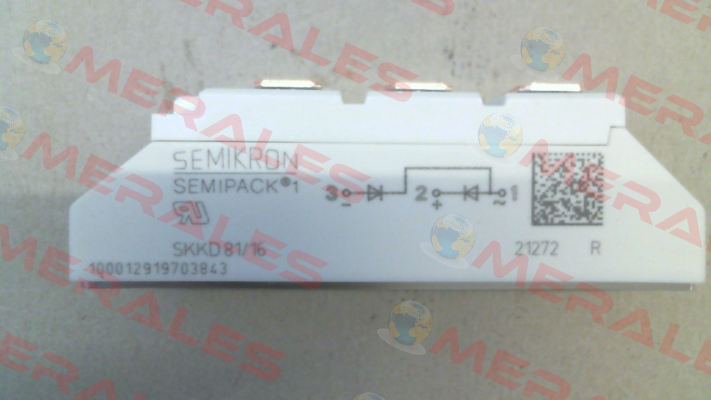 SEMIKRON
SEMIPACK®1
3 - 2 + ~ 1
SKKD 81/16
21272 R
100012919703843
MERALES
MERALES
MERALES
MERALES
MERALES
MERALES